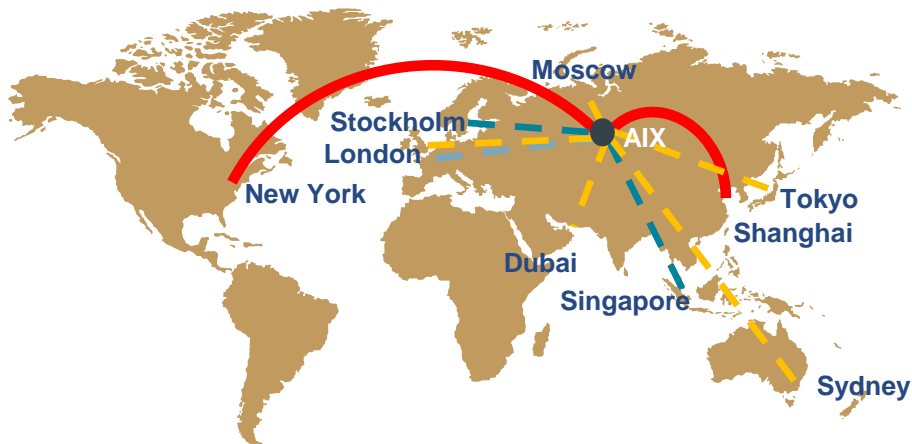 Moscow
Stockholm
AIX
London
New York
Tokyo
Shanghai
Dubai
Singapore
Sydney